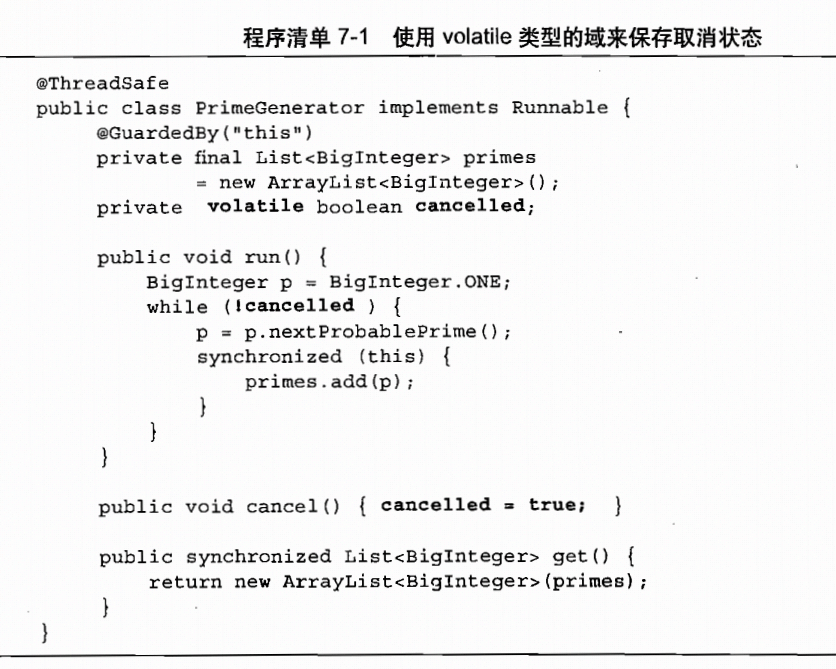 程序清单 7-1 使用 volatile 类型的域来保存取消状态
@ThreadSafe
public class PrimeGenerator implements Runnable {
@GuardedBy("this")
private final List<BigInteger> primes
= new ArrayList<BigInteger>();
private volatile boolean cancelled;
public void run() {
BigInteger p = BigInteger.ONE;
while (!cancelled ) {
p = p.nextProbablePrime();
synchronized (this) {
primes.add(p);
}
}
}
public void cancel() { cancelled = true; }
public synchronized List<BigInteger> get() {
return new ArrayList<BigInteger>(primes);
}
}